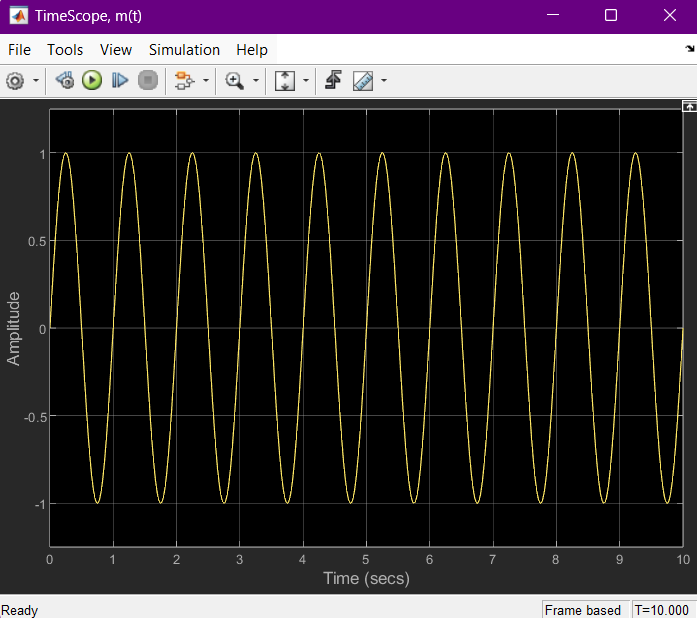 TimeScope, m(t)
File Tools View Simulation Help
1
0.5
0
-0.5
-1
Amplitude
0 1 2 3 4 5 6 7 8 9 10
Time (secs)
Ready
Frame based T=10.000